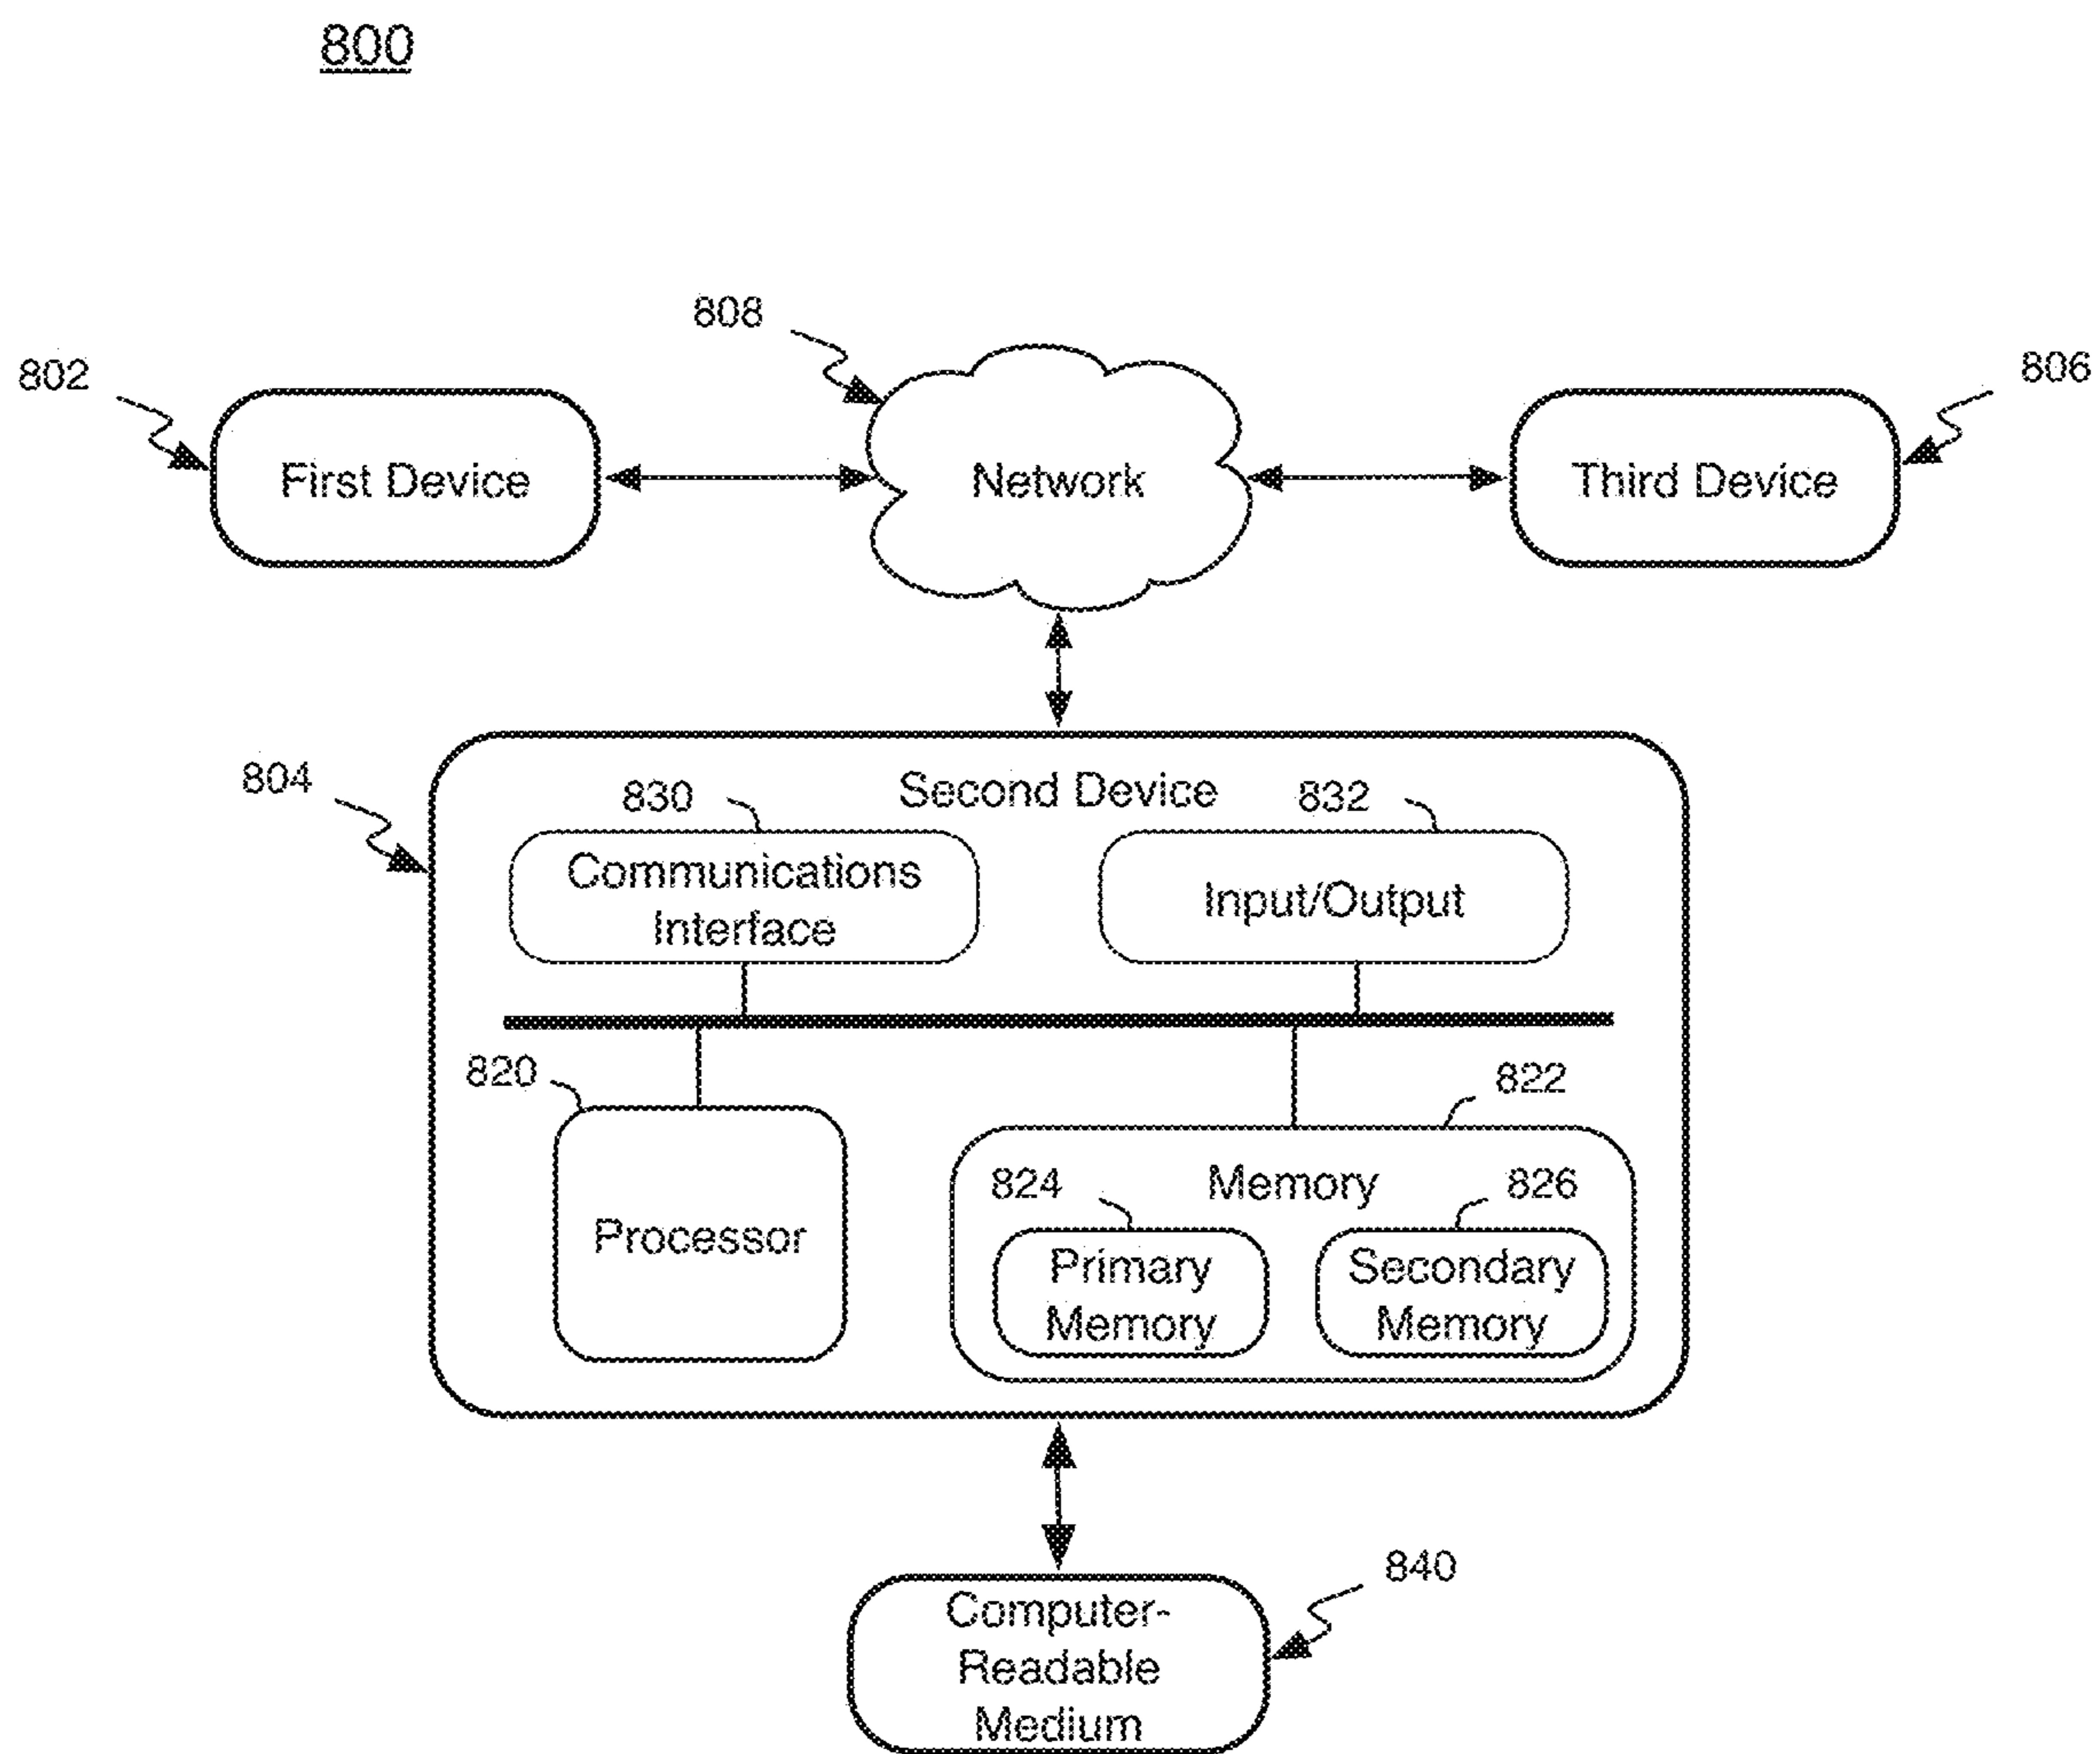 800
808
802
806
First Device
Network
Third Device
804
Second Device
830
832
Communications
Interface
Input/Output
820
822
824
Memory
826
Processor
Primary
Memory
Secondary
Memory
840
Computer-
Readable
Medium